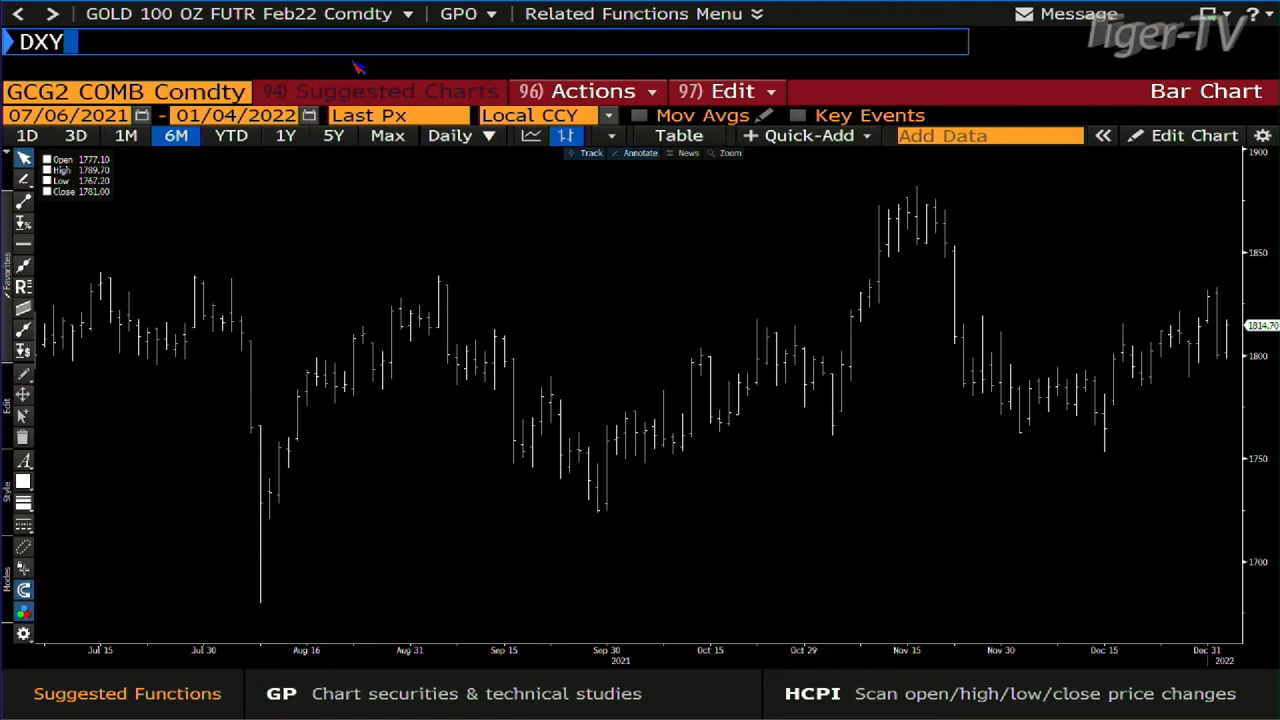 GOLD 100 OZ FUTR Feb22 Comdty GPO Related Functions Menu Message ?
Tiger-TV
DXY
GCG2 COMB Comdty 94) Suggested Charts 96) Actions 97) Edit Bar Chart
07/06/2021 - 01/04/2022 Last Px Local CCY Mov Avgs Key Events
1D 3D 1M 6M YTD 1Y 5Y Max Daily Table + Quick-Add Add Data « Edit Chart
Track Annotate News Zoom
Open 1777.10
High 1789.70
Low 1767.20
Close 1781.00
1900
1850
1814.70
1800
1750
1700
Favorites
Edit
Style
Modes
Jul 15 Jul 30 Aug 16 Aug 31 Sep 15 Sep 30 Oct 15 Oct 29 Nov 15 Nov 30 Dec 15 Dec 31
2021 2022
Suggested Functions GP Chart securities & technical studies HCPI Scan open/high/low/close price changes